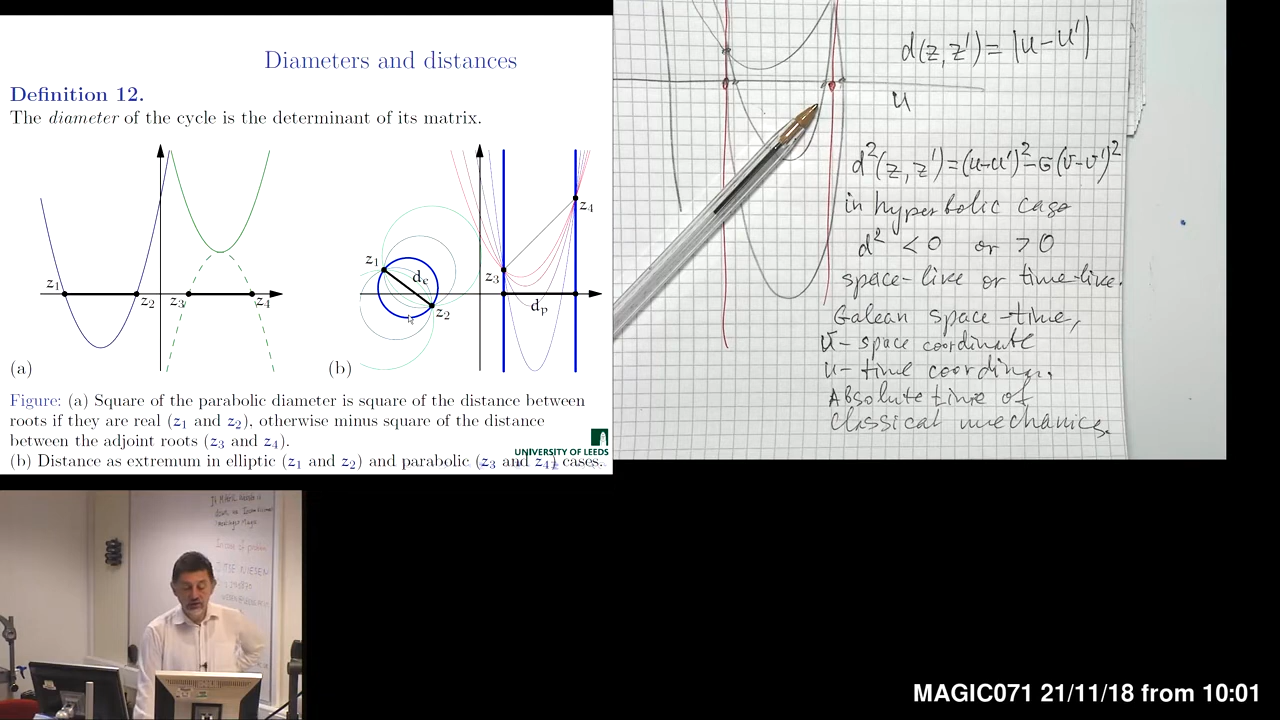 Diameters and distances
Definition 12.
The diameter of the cycle is the determinant of its matrix.
z1
z2
z3
z4
z1
dc
z2
z3
z4
dp
(a)
(b)
Figure: (a) Square of the parabolic diameter is square of the distance between
roots if they are real (z1 and z2), otherwise minus square of the distance
between the adjoint roots (z3 and z4).
(b) Distance as extremum in elliptic (z1 and z2) and parabolic (z3 and z4) cases.
UNIVERSITY OF LEEDS
d(z, z') = |u-u'|
u
d²(z, z') = (u-u')² - σ(v-v')²
in hyperbolic case
d² < 0 or > 0
space-like or time-like.
Galean space-time,
v - space coordinate
u - time coordin.
Absolute time of
classical mechanics.
MAGIC071 21/11/18 from 10:01